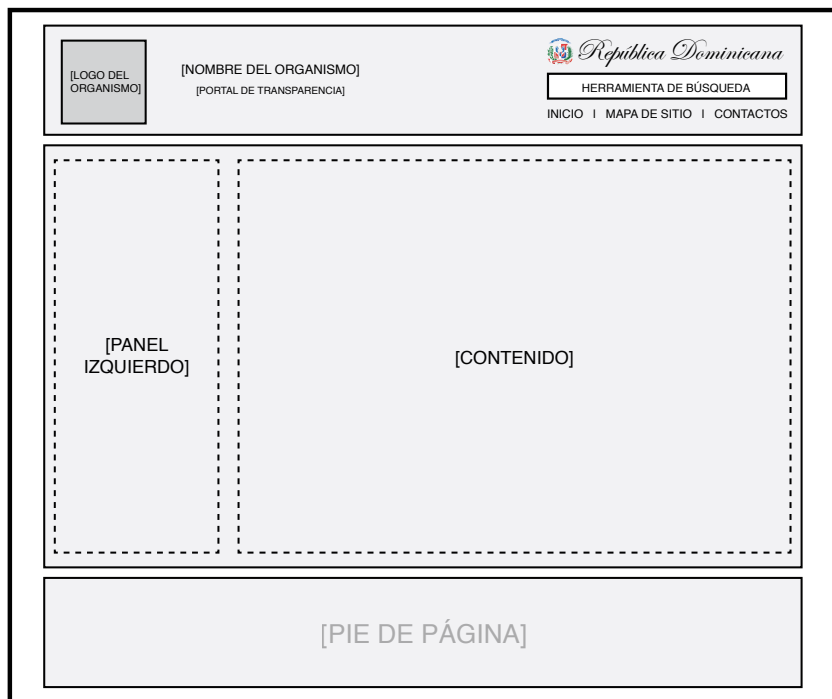 [LOGO DEL
ORGANISMO]
[NOMBRE DEL ORGANISMO]
[PORTAL DE TRANSPARENCIA]
República Dominicana
HERRAMIENTA DE BÚSQUEDA
INICIO I MAPA DE SITIO I CONTACTOS
[PANEL
IZQUIERDO]
[CONTENIDO]
[PIE DE PÁGINA]